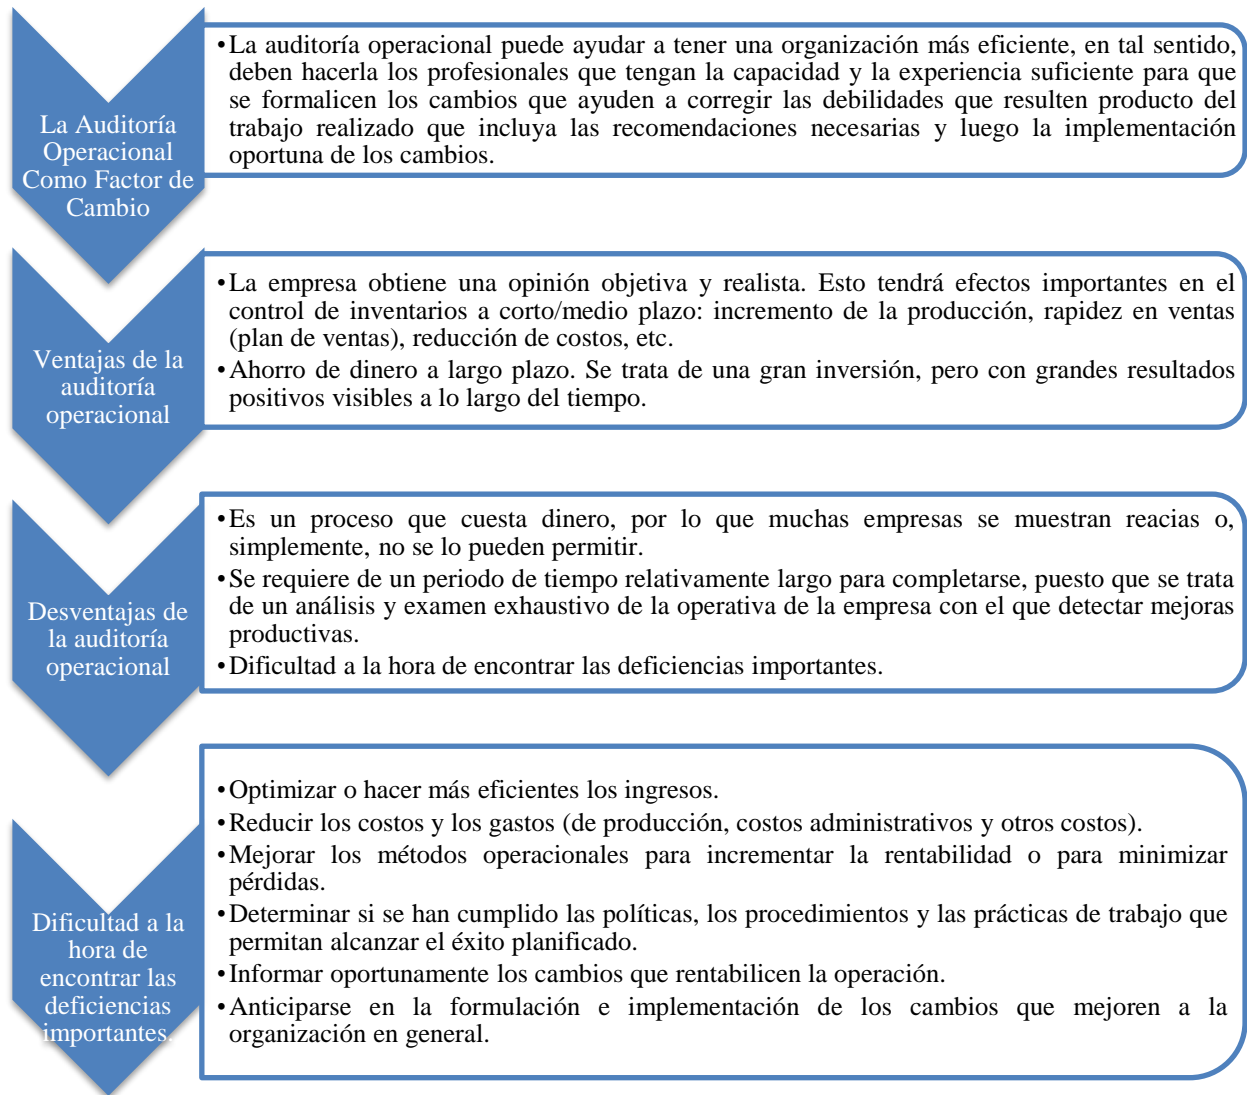 La Auditoría
Operacional
Como Factor de
Cambio
•La auditoría operacional puede ayudar a tener una organización más eficiente, en tal sentido,
deben hacerla los profesionales que tengan la capacidad y la experiencia suficiente para que
se formalicen los cambios que ayuden a corregir las debilidades que resulten producto del
trabajo realizado que incluya las recomendaciones necesarias y luego la implementación
oportuna de los cambios.
Ventajas de la
auditoría
operacional
•La empresa obtiene una opinión objetiva y realista. Esto tendrá efectos importantes en el
control de inventarios a corto/medio plazo: incremento de la producción, rapidez en ventas
(plan de ventas), reducción de costos, etc.
•Ahorro de dinero a largo plazo. Se trata de una gran inversión, pero con grandes resultados
positivos visibles a lo largo del tiempo.
Desventajas de
la auditoría
operacional
•Es un proceso que cuesta dinero, por lo que muchas empresas se muestran reacias o,
simplemente, no se lo pueden permitir.
•Se requiere de un periodo de tiempo relativamente largo para completarse, puesto que se trata
de un análisis y examen exhaustivo de la operativa de la empresa con el que detectar mejoras
productivas.
•Dificultad a la hora de encontrar las deficiencias importantes.
Dificultad a la
hora de
encontrar las
deficiencias
importantes.
•Optimizar o hacer más eficientes los ingresos.
•Reducir los costos y los gastos (de producción, costos administrativos y otros costos).
•Mejorar los métodos operacionales para incrementar la rentabilidad o para minimizar
pérdidas.
•Determinar si se han cumplido las políticas, los procedimientos y las prácticas de trabajo que
permitan alcanzar el éxito planificado.
•Informar oportunamente los cambios que rentabilicen la operación.
•Anticiparse en la formulación e implementación de los cambios que mejoren a la
organización en general.